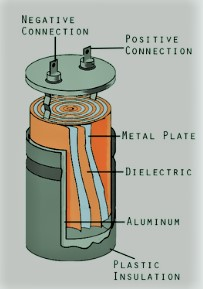 NEGATIVE
CONNECTION
POSITIVE
CONNECTION
METAL PLATE
DIELECTRIC
ALUMINUM
PLASTIC
INSULATION